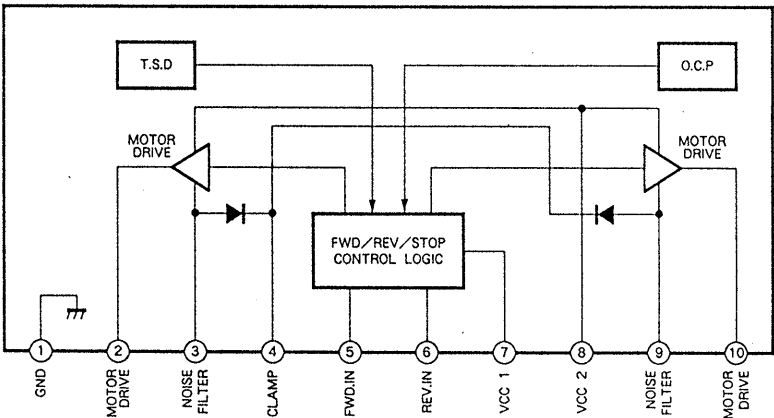 T.S.D
O.C.P
MOTOR
DRIVE
MOTOR
DRIVE
FWD/REV/STOP
CONTROL LOGIC
1
2
3
4
5
6
7
8
9
10
GND
MOTOR
DRIVE
NOISE
FILTER
CLAMP
FWD.IN
REV.IN
VCC 1
VCC 2
NOISE
FILTER
MOTOR
DRIVE